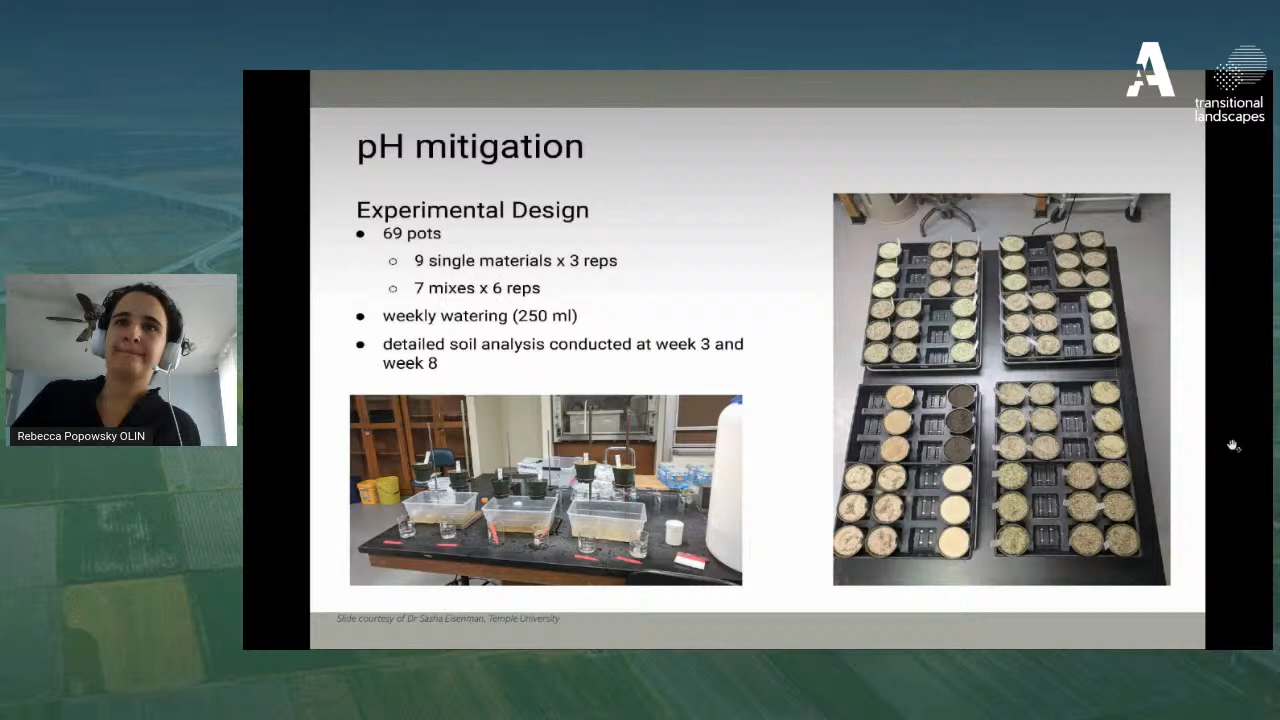 A
A
transitional
landscapes
pH mitigation
Experimental Design
• 69 pots
○ 9 single materials x 3 reps
○ 7 mixes x 6 reps
• weekly watering (250 ml)
• detailed soil analysis conducted at week 3 and
week 8
Rebecca Popowsky OLIN
Slide courtesy of Dr Sasha Eisenman, Temple University